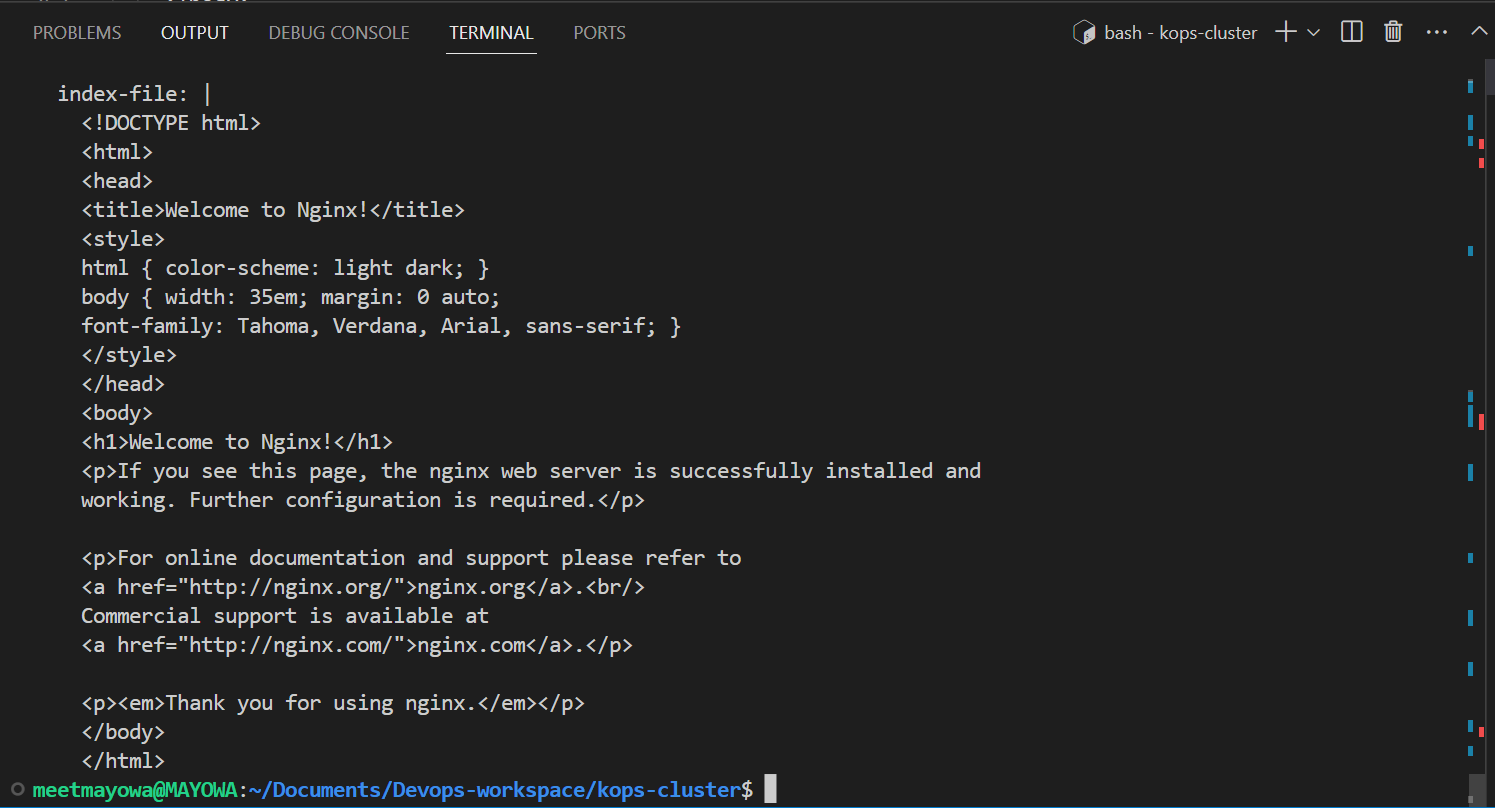 PROBLEMS OUTPUT DEBUG CONSOLE TERMINAL PORTS bash - kops-cluster
index-file: |
<!DOCTYPE html>
<html>
<head>
<title>Welcome to Nginx!</title>
<style>
html { color-scheme: light dark; }
body { width: 35em; margin: 0 auto;
font-family: Tahoma, Verdana, Arial, sans-serif; }
</style>
</head>
<body>
<h1>Welcome to Nginx!</h1>
<p>If you see this page, the nginx web server is successfully installed and
working. Further configuration is required.</p>
<p>For online documentation and support please refer to
<a href="http://nginx.org/">nginx.org</a>.<br/>
Commercial support is available at
<a href="http://nginx.com/">nginx.com</a>.</p>
<p><em>Thank you for using nginx.</em></p>
</body>
</html>
meetmayowa@MAYOWA:~/Documents/Devops-workspace/kops-cluster$